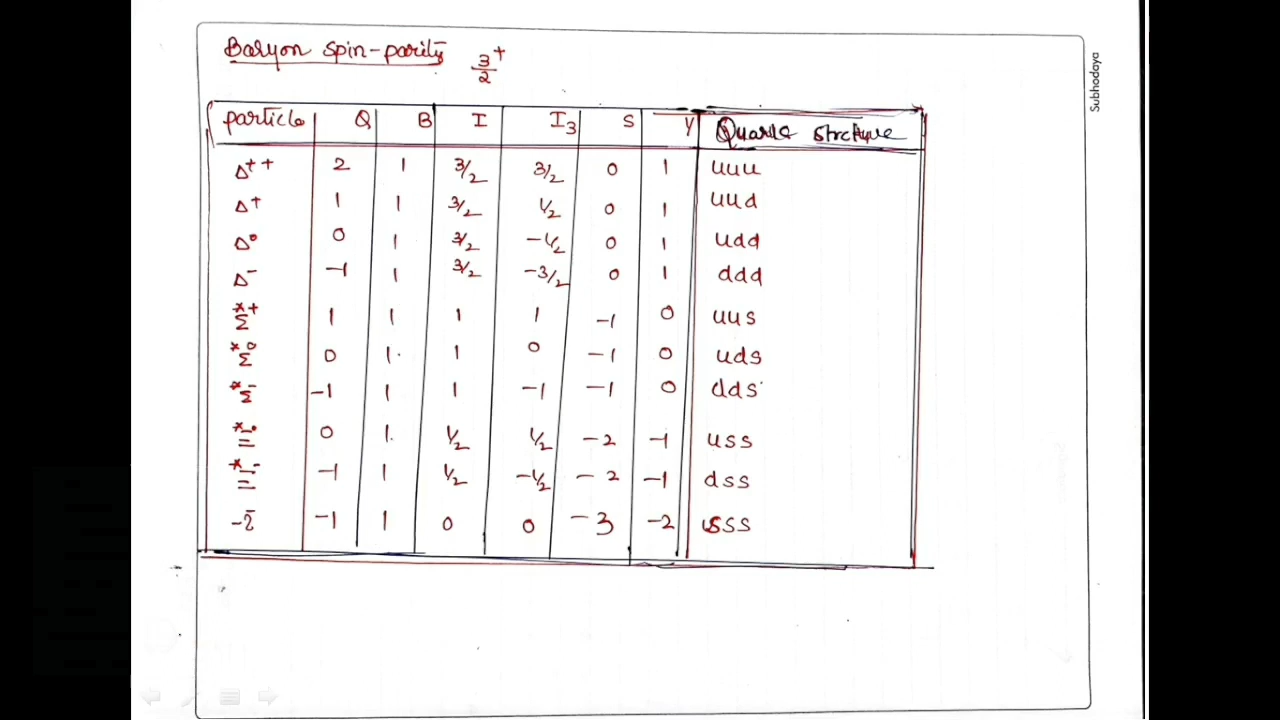 Baryon spin-parity 3/2+
particle Q B I I3 S Y Quark strcture
Δ++ 2 1 3/2 3/2 0 1 uuu
Δ+ 1 1 3/2 1/2 0 1 uud
Δ0 0 1 3/2 -1/2 0 1 udd
Δ- -1 1 3/2 -3/2 0 1 ddd
Σ*+ 1 1 1 1 -1 0 uus
Σ*0 0 1 1 0 -1 0 uds
Σ*- -1 1 1 -1 -1 0 dds
Ξ*0 0 1 1/2 1/2 -2 -1 uss
Ξ*- -1 1 1/2 -1/2 -2 -1 dss
Ω- -1 1 0 0 -3 -2 sss
Subhodaya